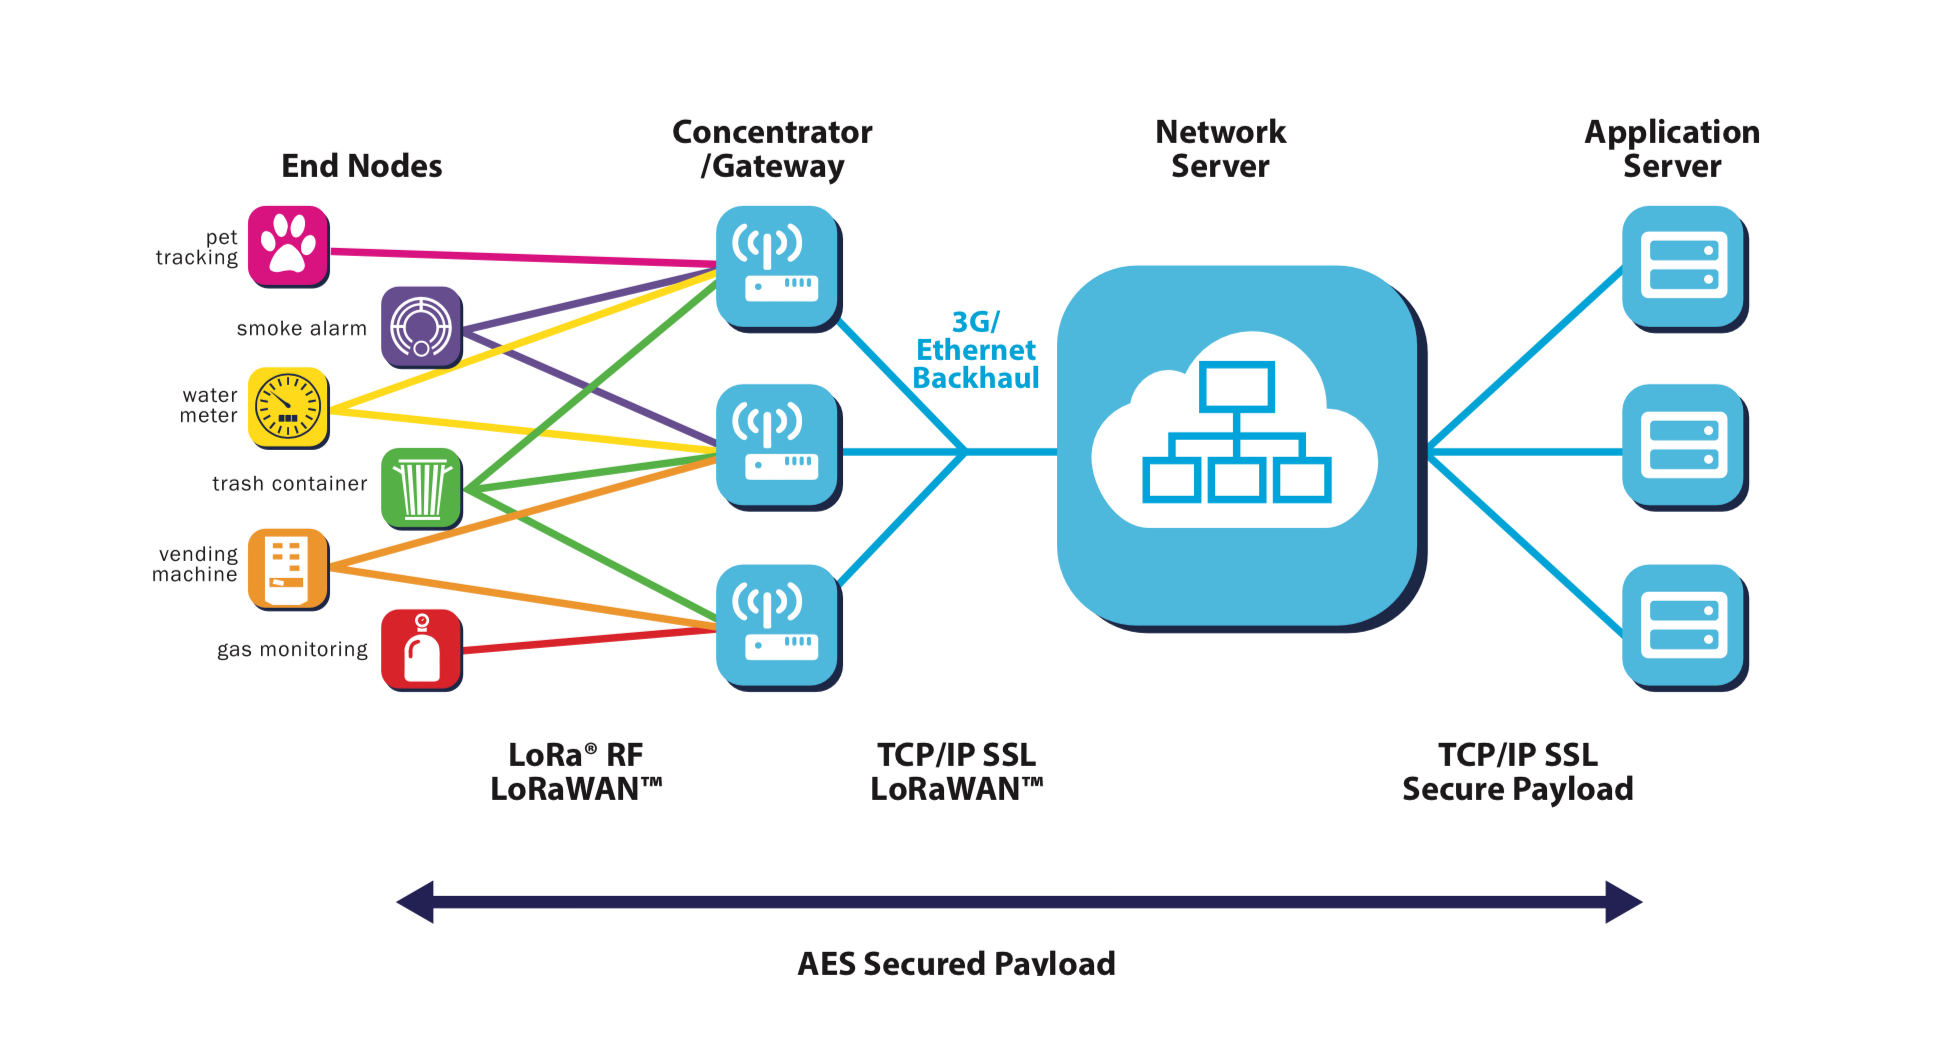 End Nodes
Concentrator
/Gateway
Network
Server
Application
Server
pet
tracking
smoke alarm
water
meter
trash container
vending
machine
gas monitoring
3G/
Ethernet
Backhaul
LoRa® RF
LoRaWAN™
TCP/IP SSL
LoRaWAN™
TCP/IP SSL
Secure Payload
AES Secured Payload